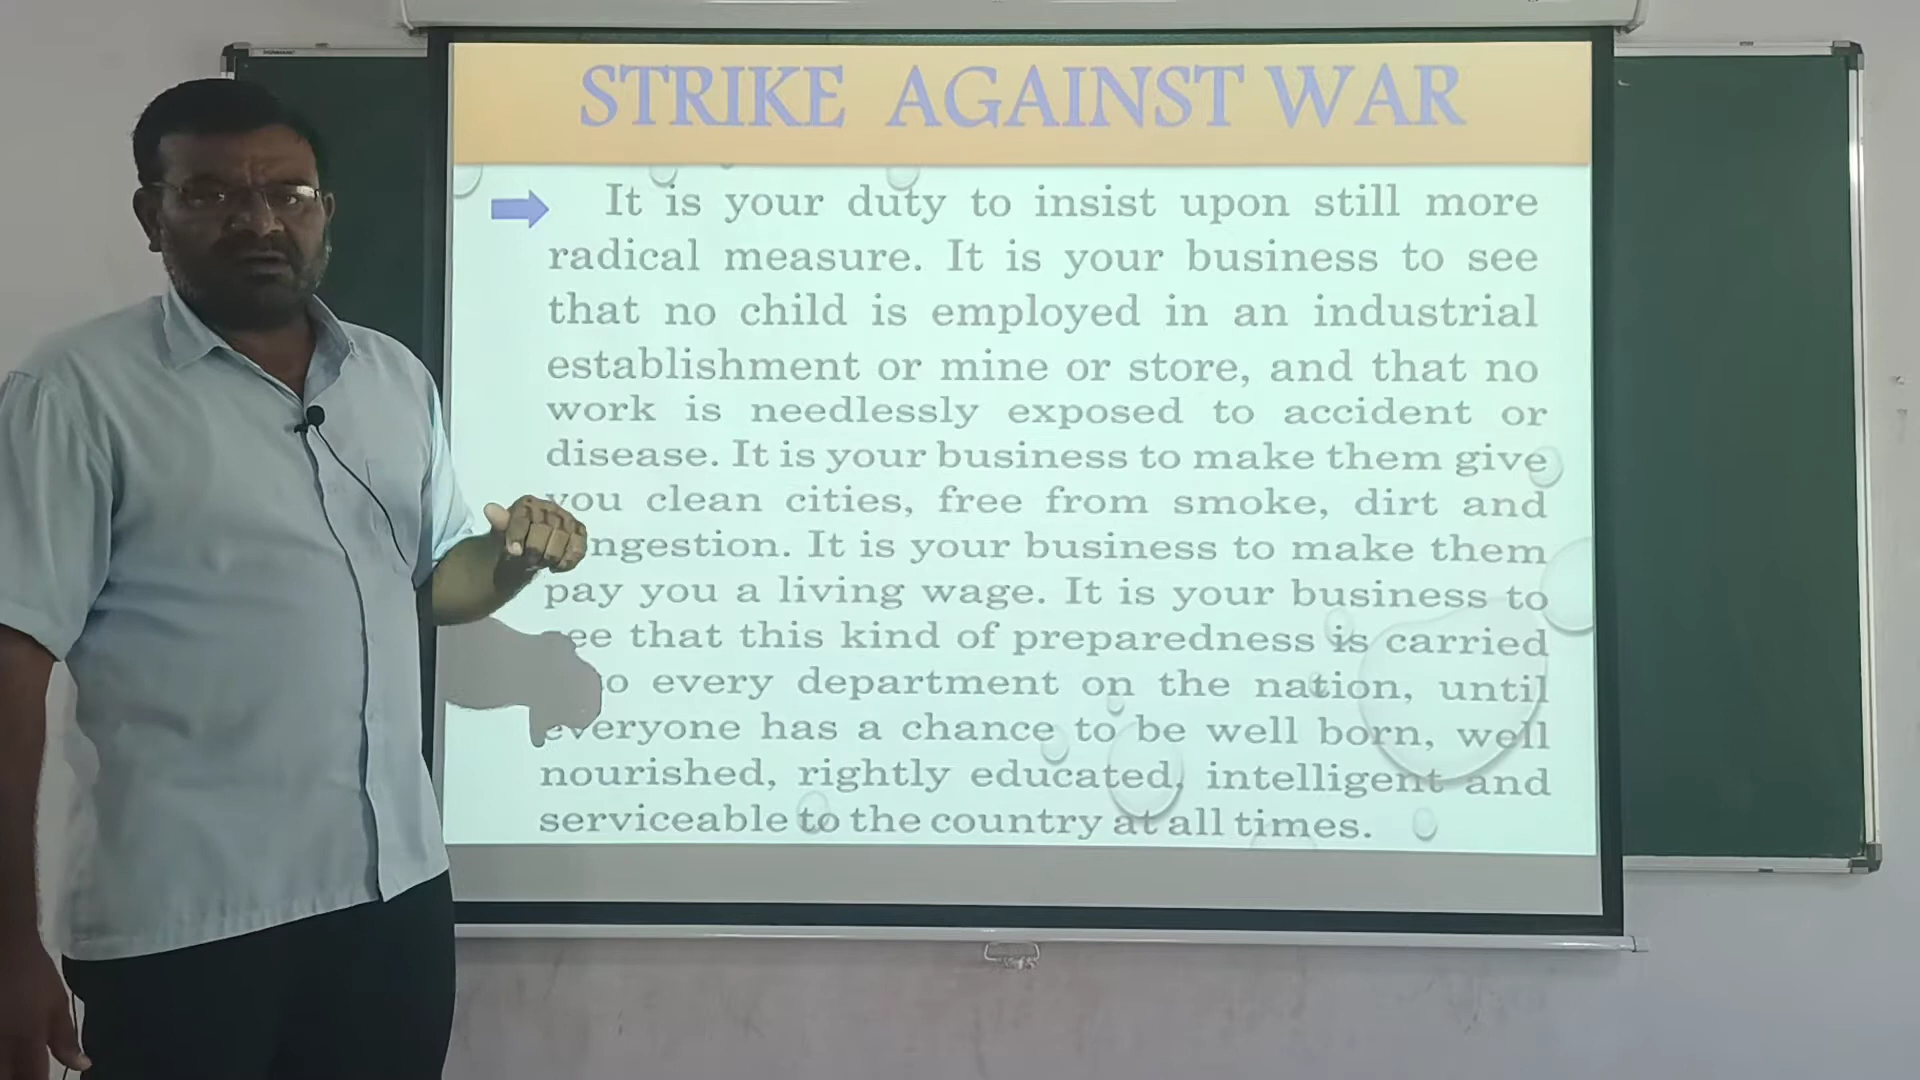 STRIKE AGAINST WAR
It is your duty to insist upon still more
radical measure. It is your business to see
that no child is employed in an industrial
establishment or mine or store, and that no
work is needlessly exposed to accident or
disease. It is your business to make them give
you clean cities, free from smoke, dirt and
ngestion. It is your business to make them
pay you a living wage. It is your business to
ee that this kind of preparedness is carried
o every department on the nation, until
everyone has a chance to be well born, well
nourished, rightly educated, intelligent and
serviceable to the country at all times.